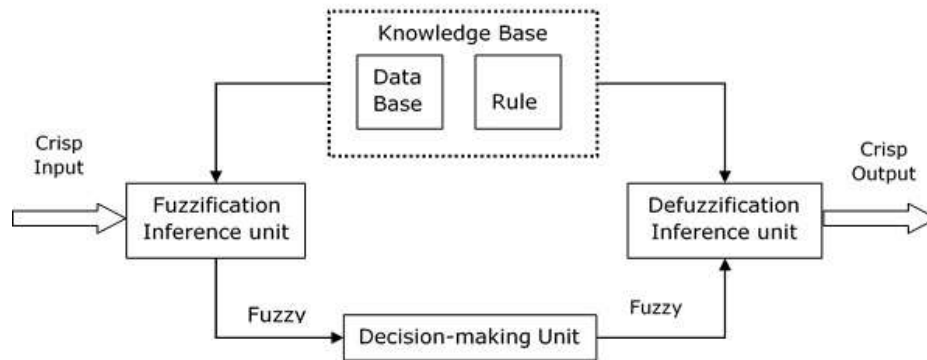 Knowledge Base
Data
Base
Rule
Crisp
Input
Crisp
Output
Fuzzification
Inference unit
Defuzzification
Inference unit
Fuzzy
Decision-making Unit
Fuzzy